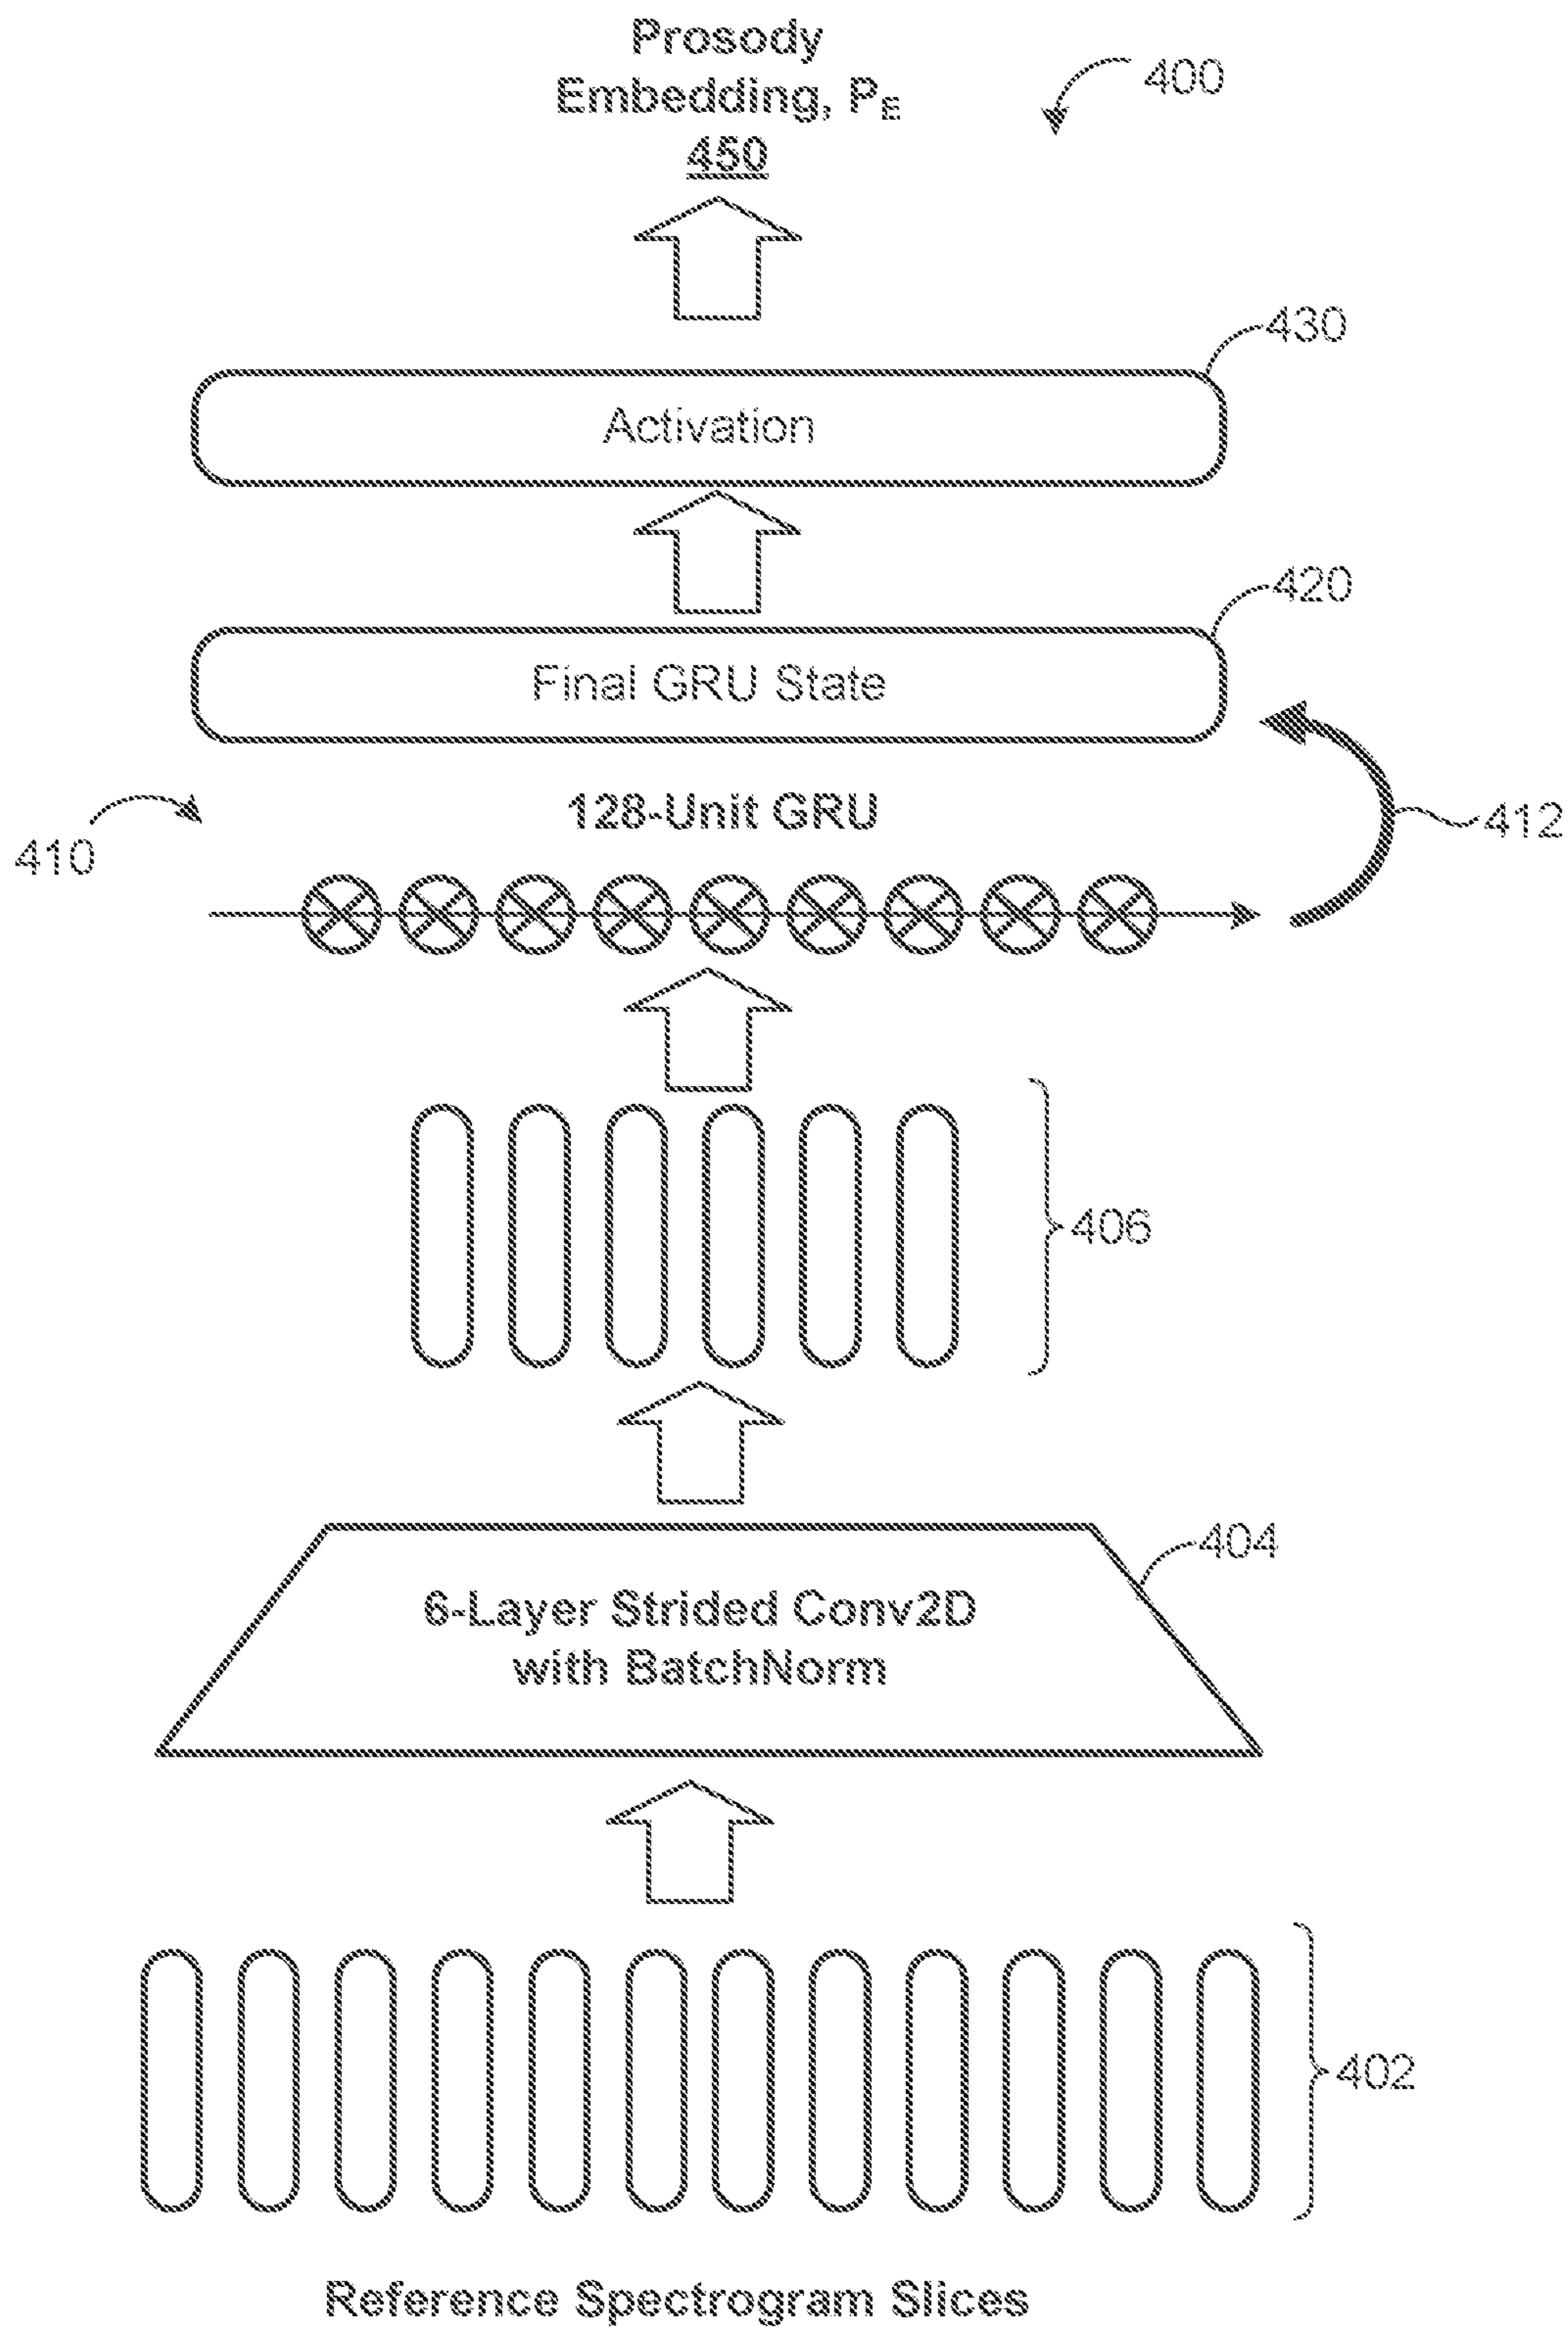 Prosody
Embedding, PE
450
400
430
Activation
420
Final GRU State
128-Unit GRU
410
412
406
404
6-Layer Strided Conv2D
with BatchNorm
402
Reference Spectrogram Slices